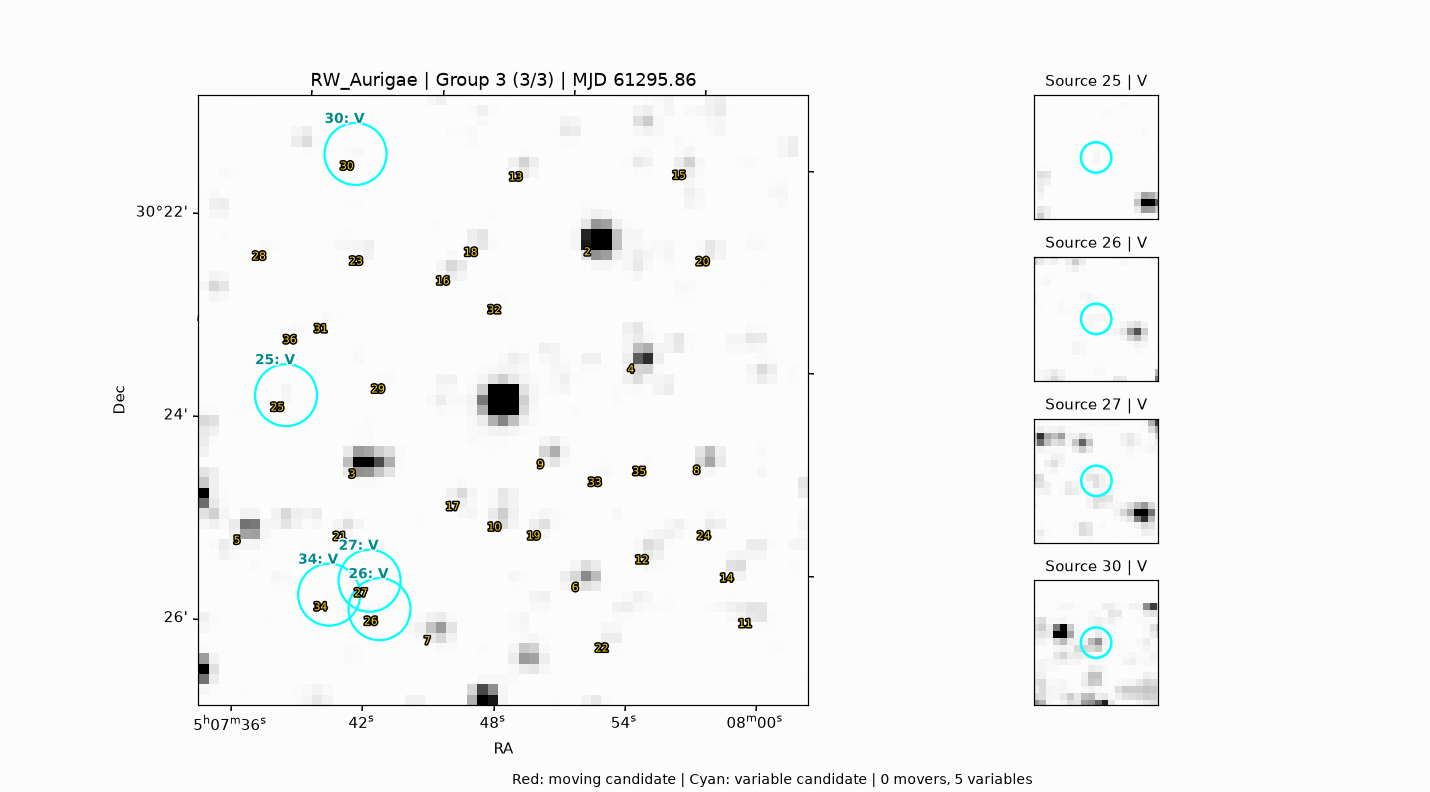 RW_Aurigae | Group 3 (3/3) | MJD 61295.86
30: V
30
13
15
30°22'
28
23
18
16
2
20
32
31
36
25: V
25
29
4
Dec
24'
3
9
33
35
8
17
10
19
5
21
27: V
34: V
26: V
27
34
26
12
24
6
14
26'
7
22
11
5ʰ07ᵐ36ˢ
42ˢ
48ˢ
54ˢ
08ᵐ00ˢ
RA
Source 25 | V
Source 26 | V
Source 27 | V
Source 30 | V
Red: moving candidate | Cyan: variable candidate | 0 movers, 5 variables